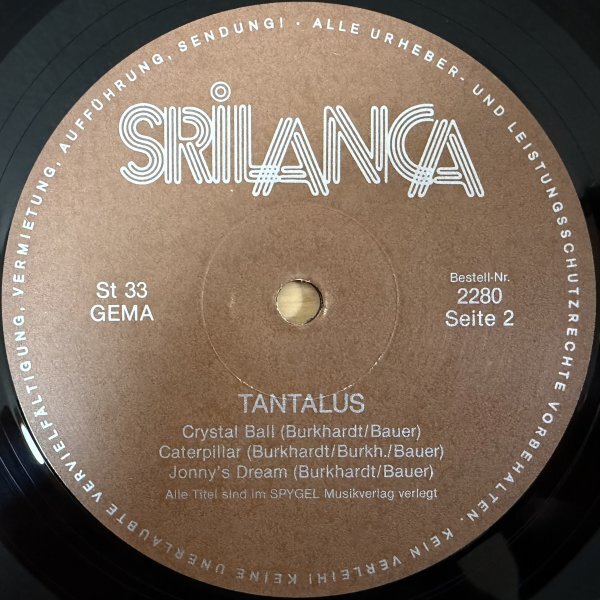 ALLE URHEBER- UND LEISTUNGSSCHUTZRECHTE VORBEHALTEN · KEIN VERLEIH! KEINE UNERLAUBTE VERVIELFÄLTIGUNG, VERMIETUNG, AUFFÜHRUNG, SENDUNG! ·
SRILANCA
St 33
GEMA
Bestell-Nr.
2280
Seite 2
TANTALUS
Crystal Ball (Burkhardt/Bauer)
Caterpillar (Burkhardt/Burkh./Bauer)
Jonny's Dream (Burkhardt/Bauer)
Alle Titel sind im SPYGEL Musikverlag verlegt